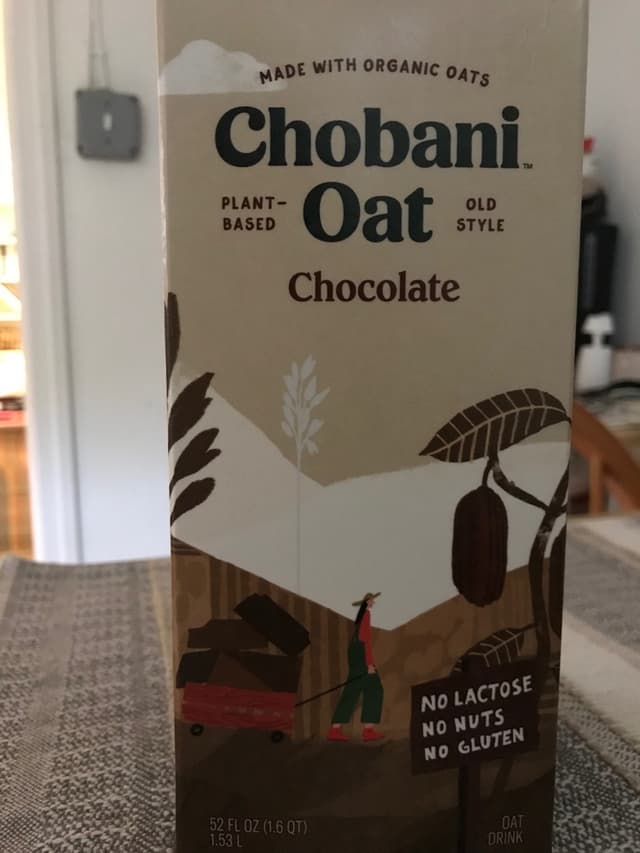 MADE WITH ORGANIC OATS
Chobani™
PLANT-
BASED
Oat
OLD
STYLE
Chocolate
NO LACTOSE
NO NUTS
NO GLUTEN
52 FL OZ (1.6 QT)
1.53 L
OAT
DRINK